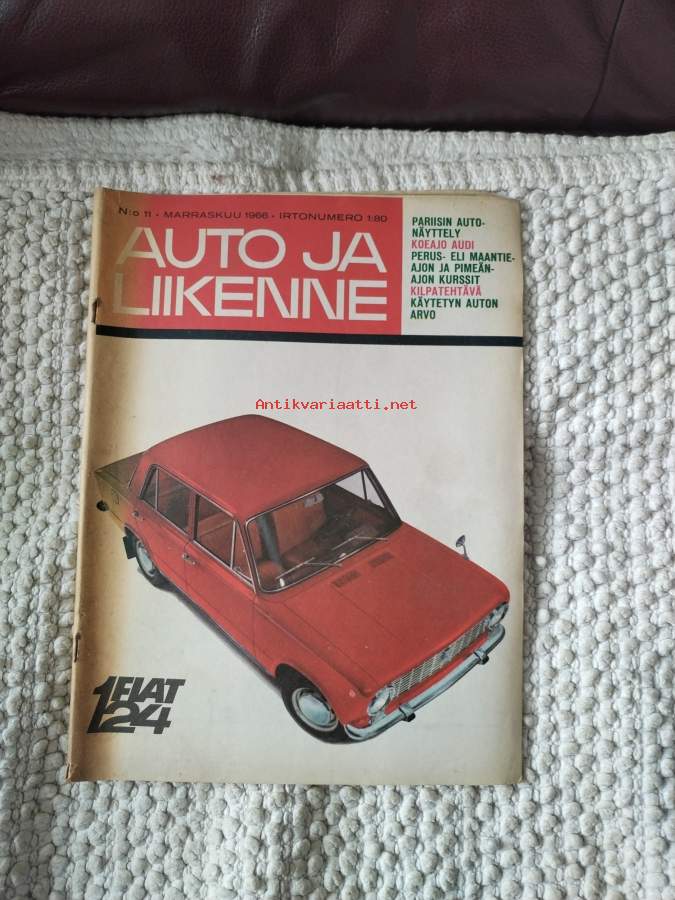 N:o 11 • MARRASKUU 1966 • IRTONUMERO 1:80
AUTO JA
LIIKENNE
PARIISIN AUTO-
NÄYTTELY
KOEAJO AUDI
PERUS- ELI MAANTIE-
AJON JA PIMEÄN-
AJON KURSSIT
KILPATEHTÄVÄ
KÄYTETYN AUTON
ARVO
Antikvariaatti.net
FIAT
124